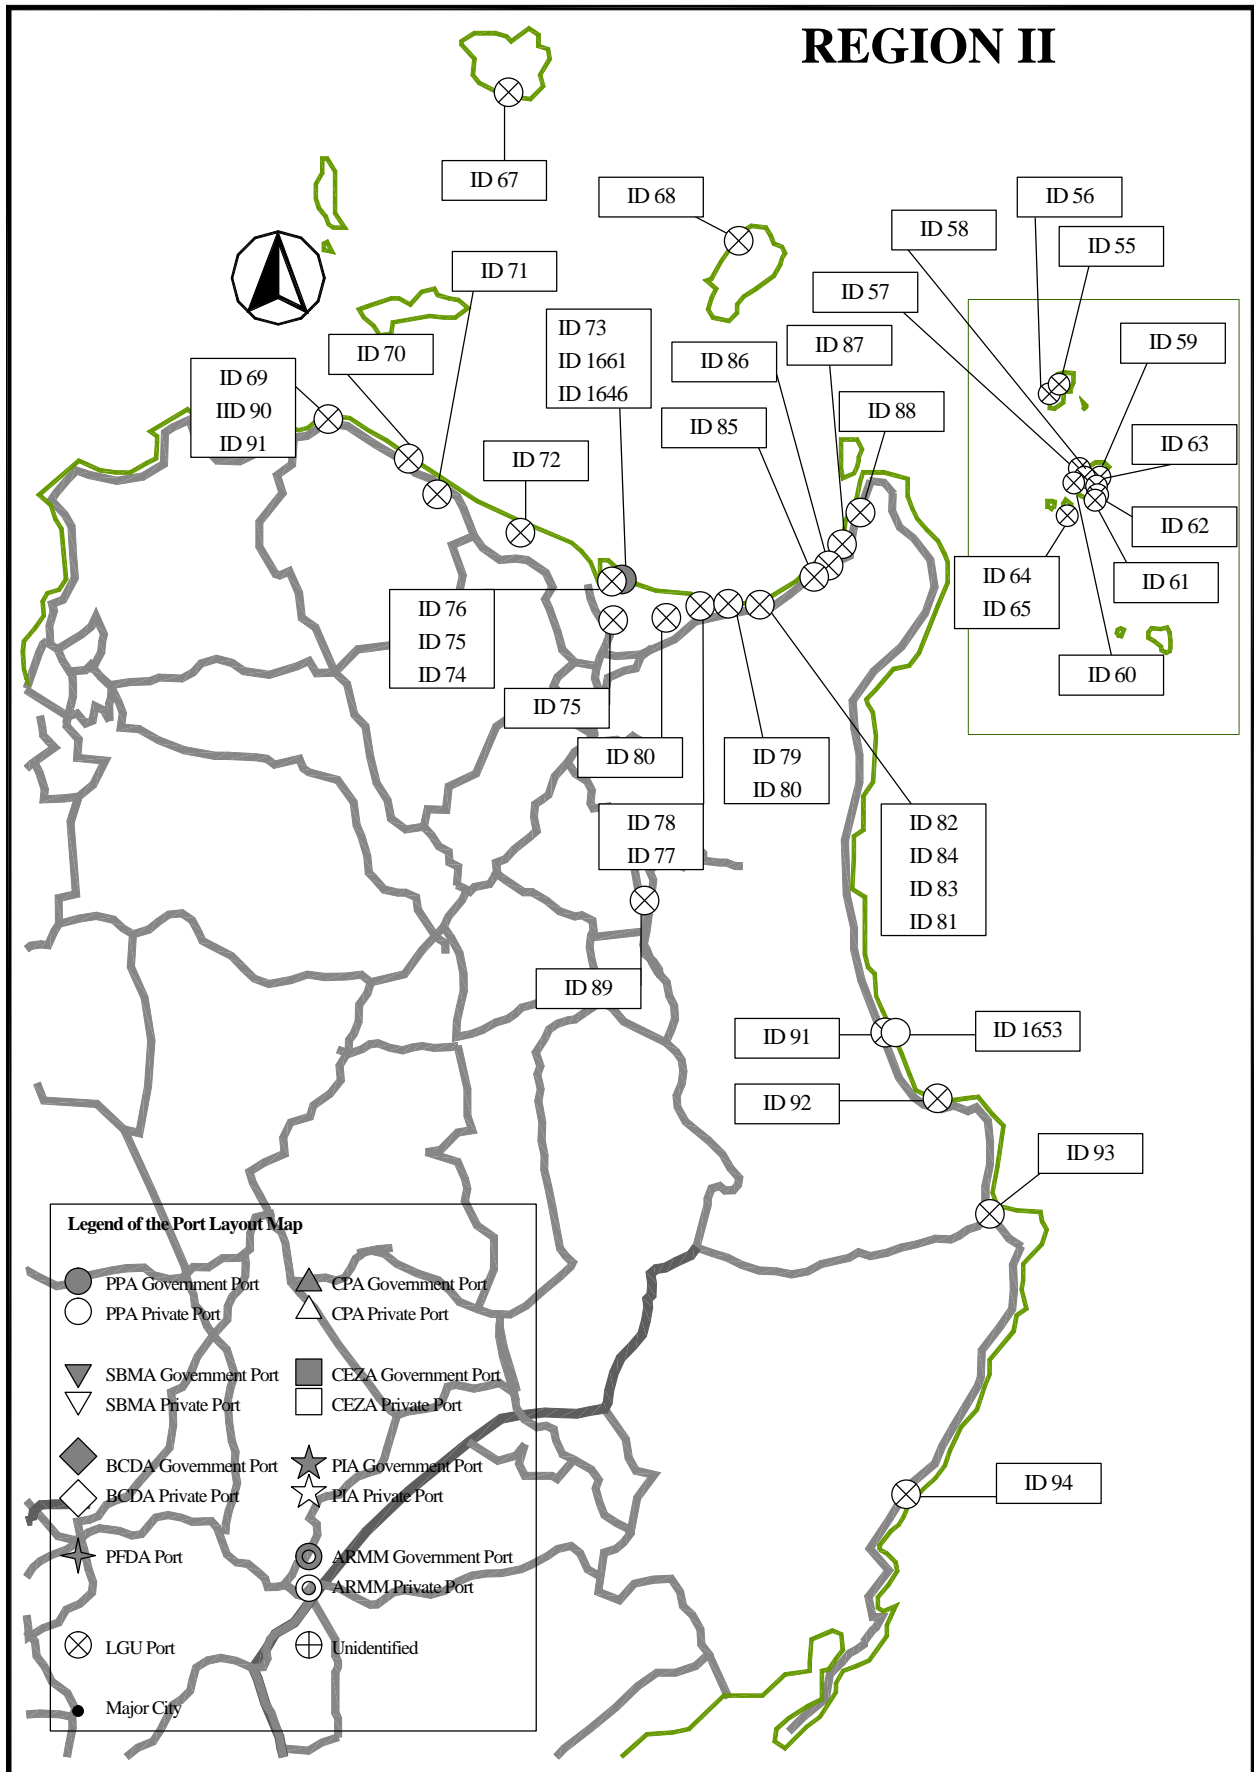 REGION II
ID 67
ID 68
ID 56
ID 58
ID 55
ID 71
ID 57
ID 73
ID 1661
ID 1646
ID 70
ID 86
ID 87
ID 59
ID 69
IID 90
ID 91
ID 85
ID 88
ID 63
ID 72
ID 62
ID 64
ID 65
ID 61
ID 76
ID 75
ID 74
ID 60
ID 75
ID 80
ID 79
ID 80
ID 78
ID 77
ID 82
ID 84
ID 83
ID 81
ID 89
ID 91
ID 1653
ID 92
ID 93
ID 94
Legend of the Port Layout Map
PPA Government Port
CPA Government Port
PPA Private Port
CPA Private Port
SBMA Government Port
CEZA Government Port
SBMA Private Port
CEZA Private Port
BCDA Government Port
PIA Government Port
BCDA Private Port
PIA Private Port
PFDA Port
ARMM Government Port
ARMM Private Port
LGU Port
Unidentified
Major City